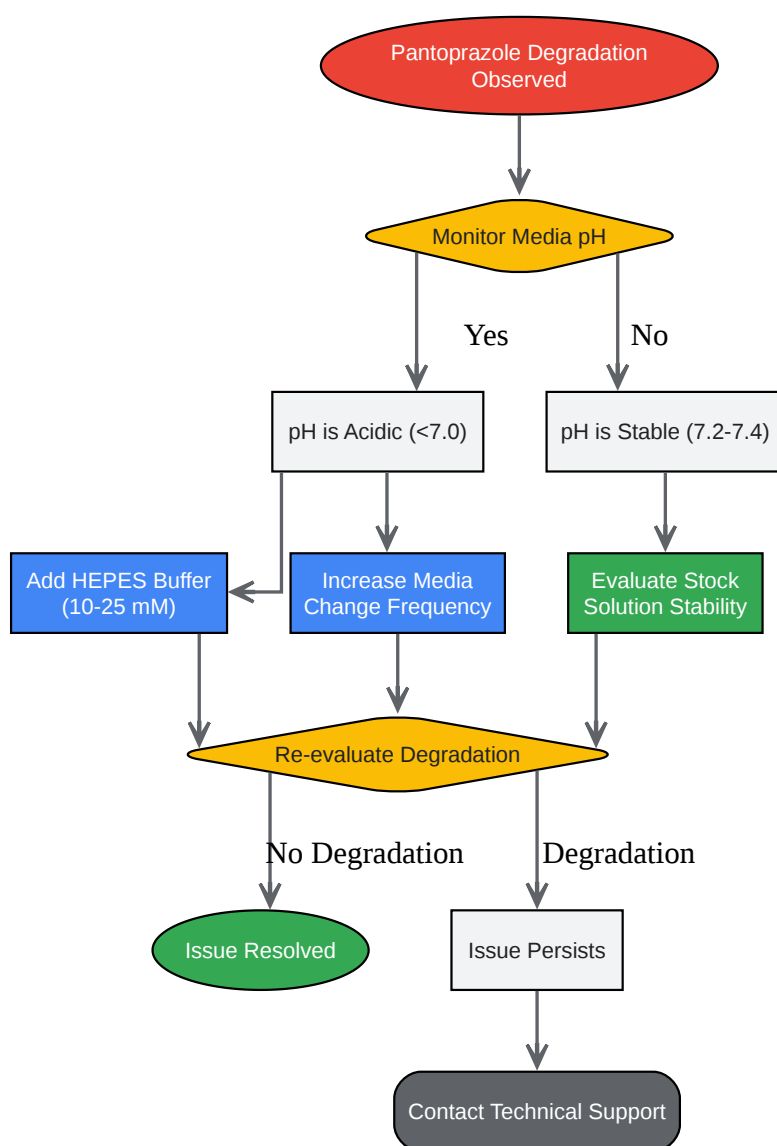 Pantoprazole Degradation
Observed
Monitor Media pH
Yes
No
pH is Acidic (<7.0)
pH is Stable (7.2-7.4)
Add HEPES Buffer
(10-25 mM)
Increase Media
Change Frequency
Evaluate Stock
Solution Stability
Re-evaluate Degradation
No Degradation
Degradation
Issue Resolved
Issue Persists
Contact Technical Support